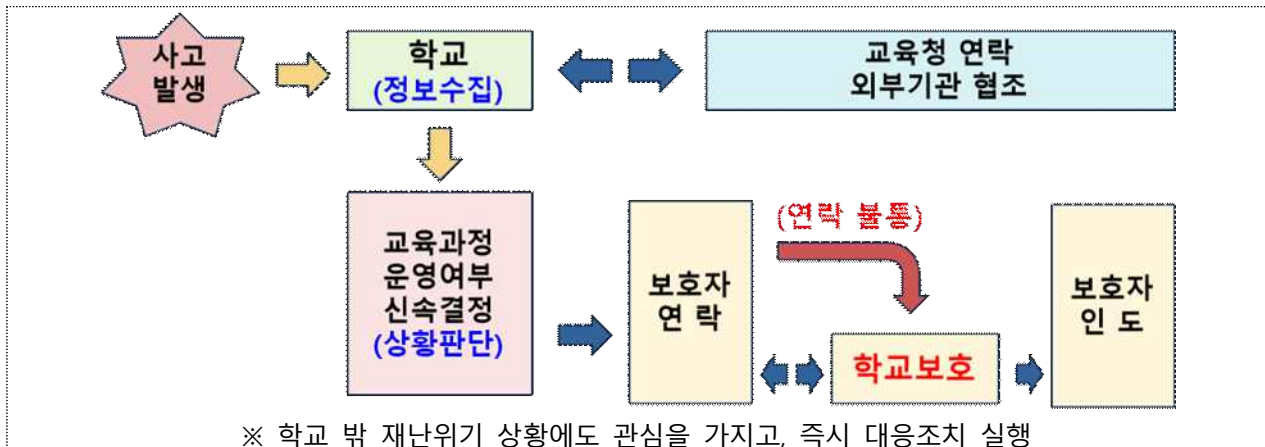 사고
발생
학교
(정보수집)
교육청 연락
외부기관 협조
교육과정
운영여부
신속결정
(상황판단)
보호자
연 락
(연락 불통)
학교보호
보호자
인 도
※ 학교 밖 재난위기 상황에도 관심을 가지고, 즉시 대응조치 실행